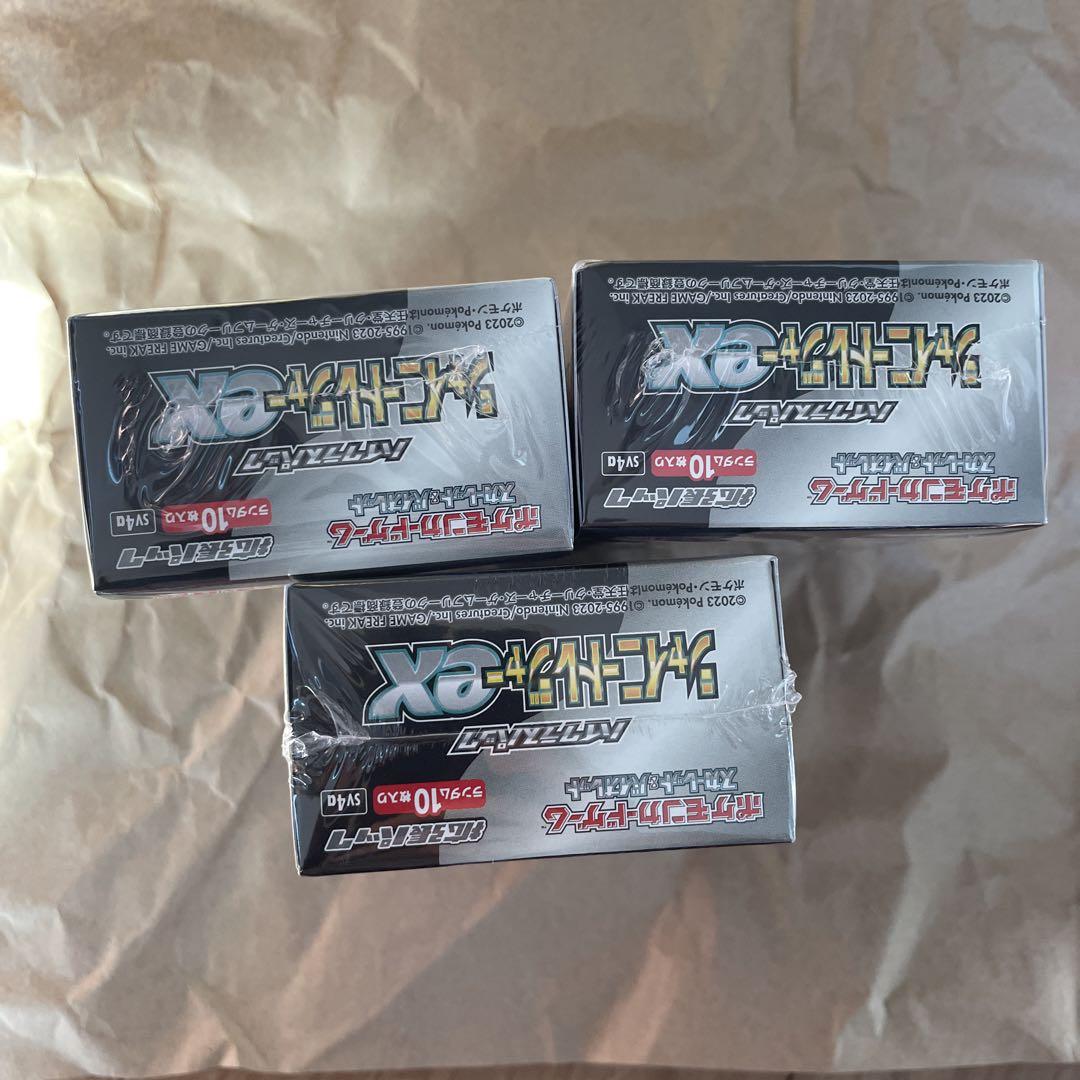 ポケモンカードゲーム
スカーレット&バイオレット
拡張パック
ランダム10枚入り
SV4a
ハイクラスパック
シャイニートレジャーex
©2023 Pokémon. ©1995-2023 Nintendo/Creatures Inc./GAME FREAK inc.
ポケモン・Pokémonは任天堂・クリーチャーズ・ゲームフリークの登録商標です。
ポケモンカードゲーム
スカーレット&バイオレット
拡張パック
ランダム10枚入り
SV4a
ハイクラスパック
シャイニートレジャーex
©2023 Pokémon. ©1995-2023 Nintendo/Creatures Inc./GAME FREAK inc.
ポケモン・Pokémonは任天堂・クリーチャーズ・ゲームフリークの登録商標です。
ポケモンカードゲーム
スカーレット&バイオレット
拡張パック
ランダム10枚入り
SV4a
ハイクラスパック
シャイニートレジャーex
©2023 Pokémon. ©1995-2023 Nintendo/Creatures Inc./GAME FREAK inc.
ポケモン・Pokémonは任天堂・クリーチャーズ・ゲームフリークの登録商標です。